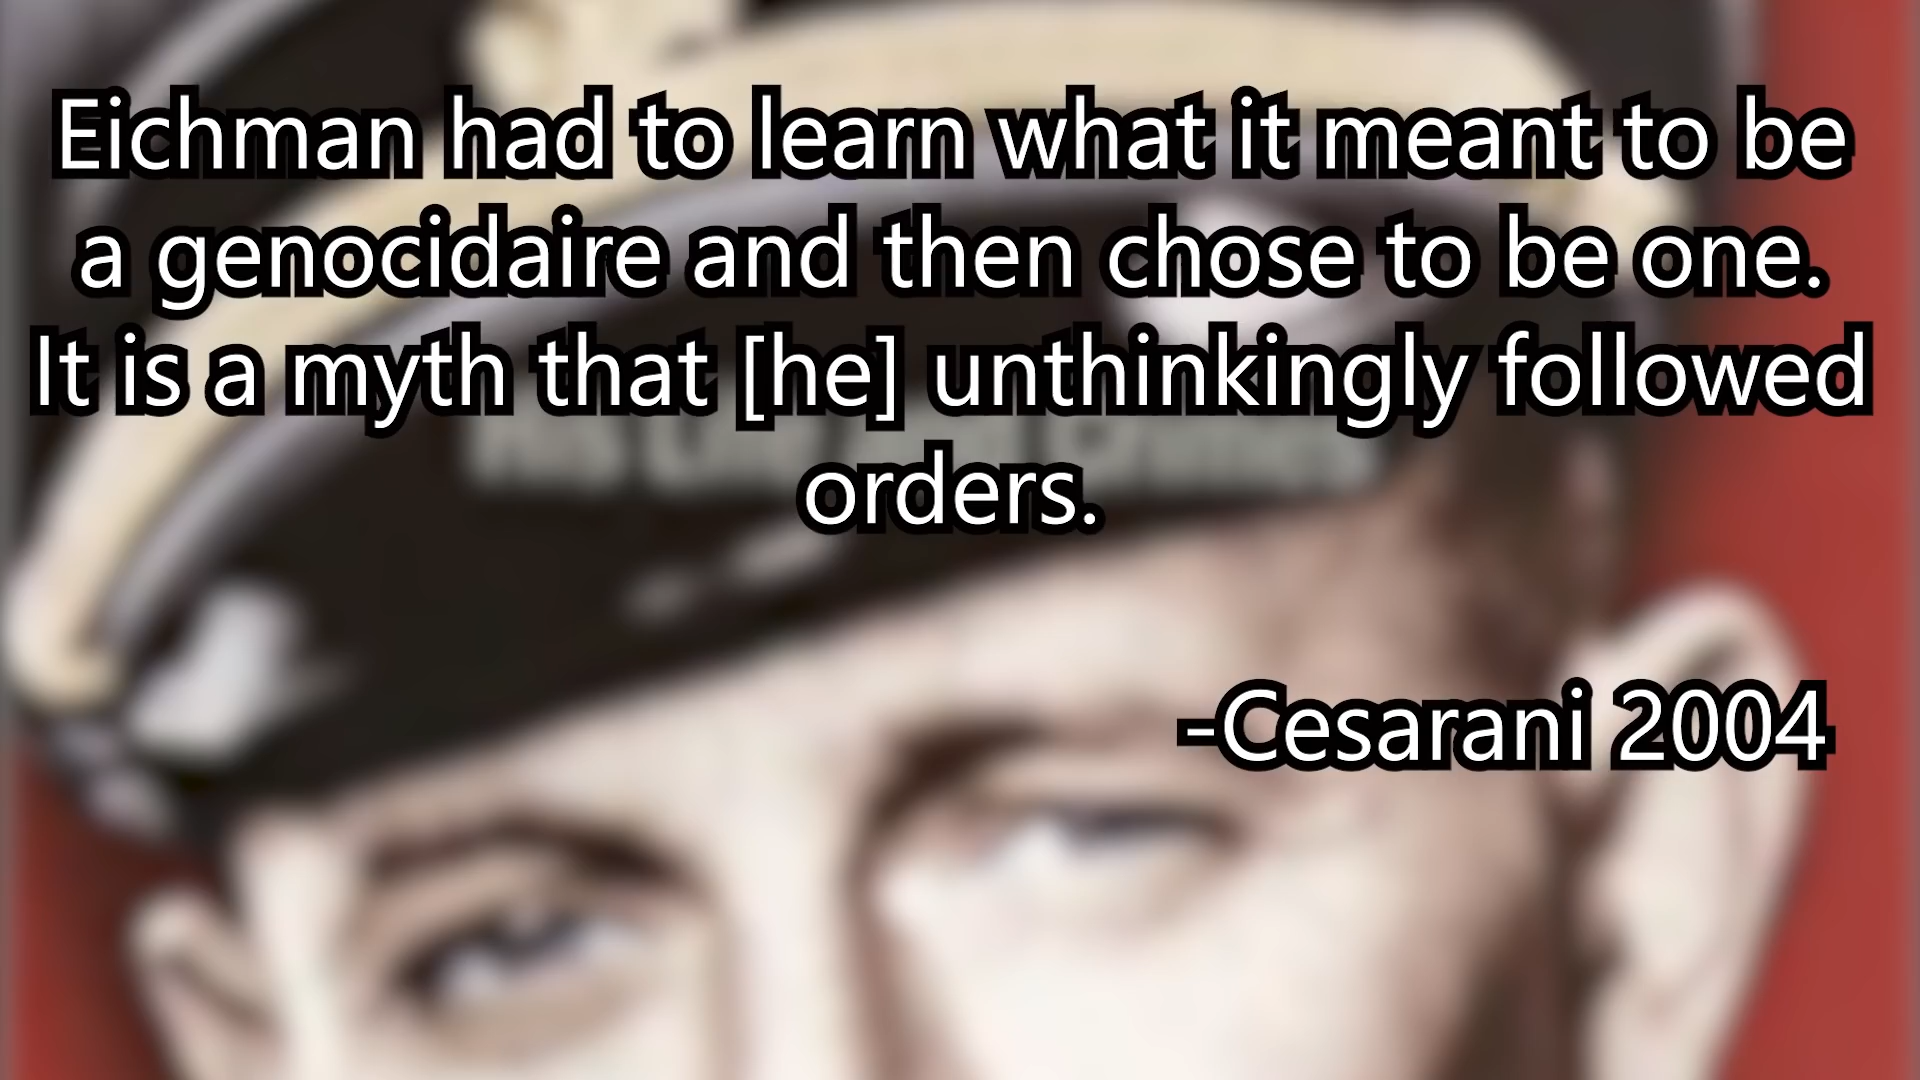 Eichman had to learn what it meant to be
a genocidaire and then chose to be one.
It is a myth that [he] unthinkingly followed
orders.
-Cesarani 2004